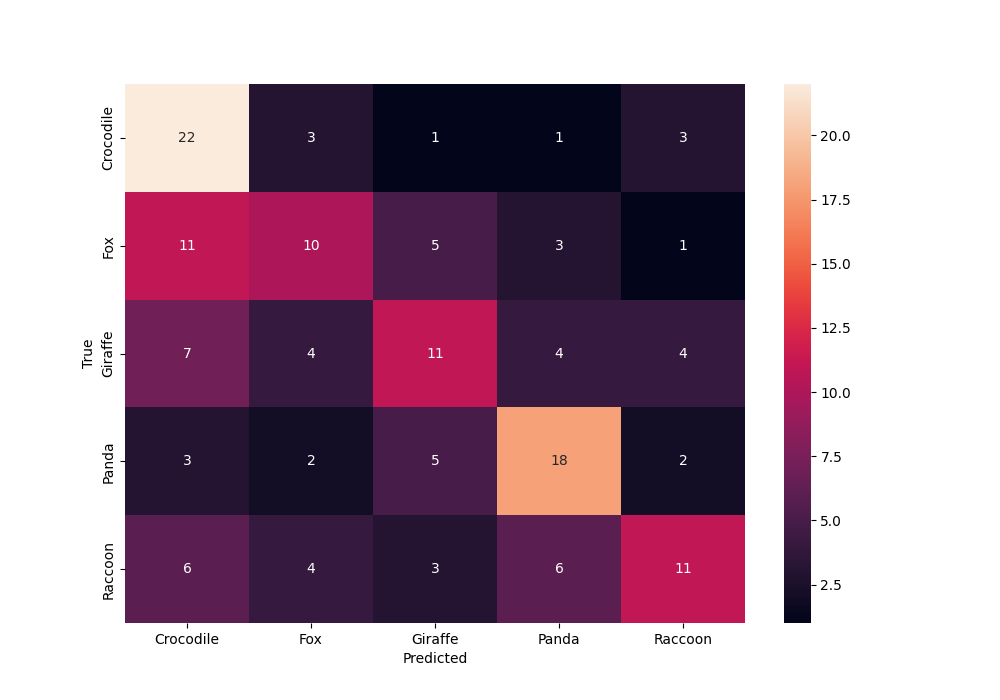 Crocodile 22 3 1 1 3
Fox 11 10 5 3 1
Giraffe 7 4 11 4 4
Panda 3 2 5 18 2
Raccoon 6 4 3 6 11
True
Crocodile Fox Giraffe Panda Raccoon
Predicted
20.0
17.5
15.0
12.5
10.0
7.5
5.0
2.5